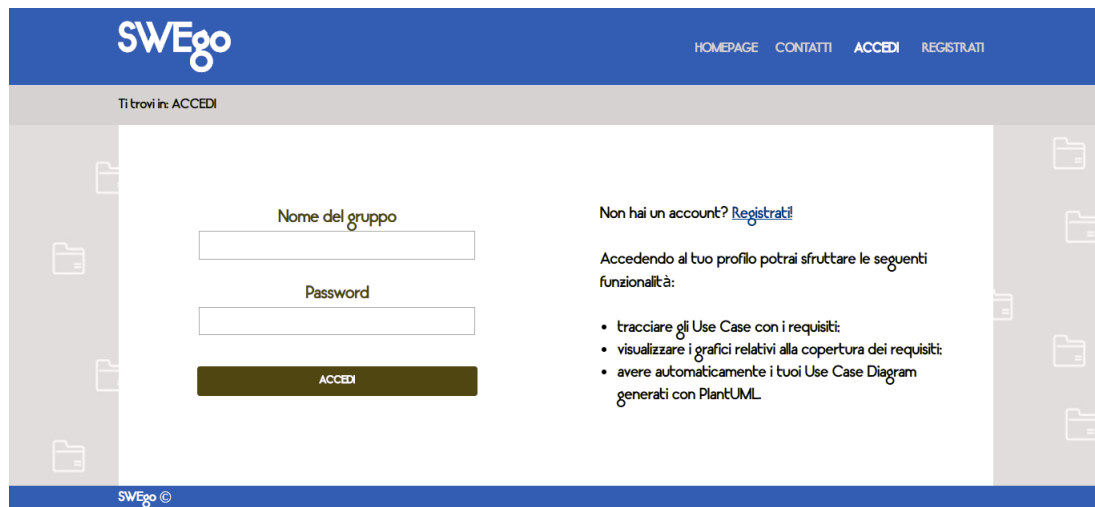 SWEgo
HOMEPAGE CONTATTI ACCEDI REGISTRATI
Ti trovi in: ACCEDI
Nome del gruppo
Password
ACCEDI
Non hai un account? Registrati!
Accedendo al tuo profilo potrai sfruttare le seguenti
funzionalità:
• tracciare gli Use Case con i requisiti;
• visualizzare i grafici relativi alla copertura dei requisiti;
• avere automaticamente i tuoi Use Case Diagram
generati con PlantUML.
SWEgo ©